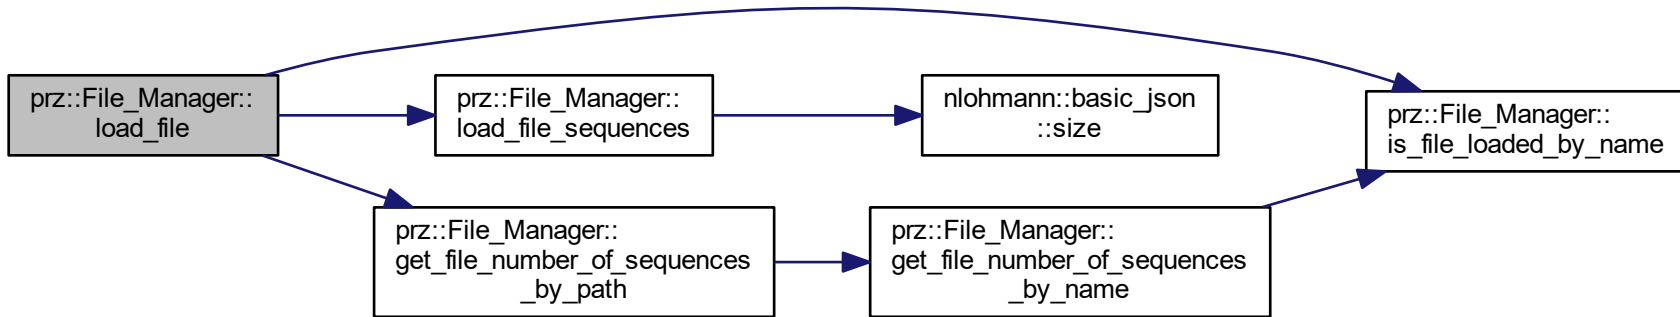 prz::File_Manager::
load_file
prz::File_Manager::
load_file_sequences
nlohmann::basic_json
::size
prz::File_Manager::
is_file_loaded_by_name
prz::File_Manager::
get_file_number_of_sequences
_by_path
prz::File_Manager::
get_file_number_of_sequences
_by_name